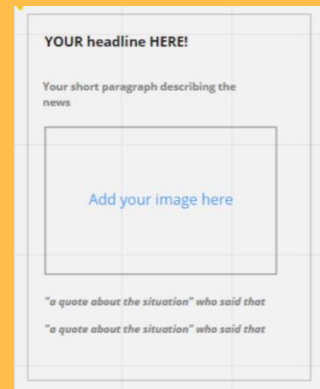 YOUR headline HERE!
Your short paragraph describing the
news
Add your image here
"a quote about the situation" who said that
"a quote about the situation" who said that